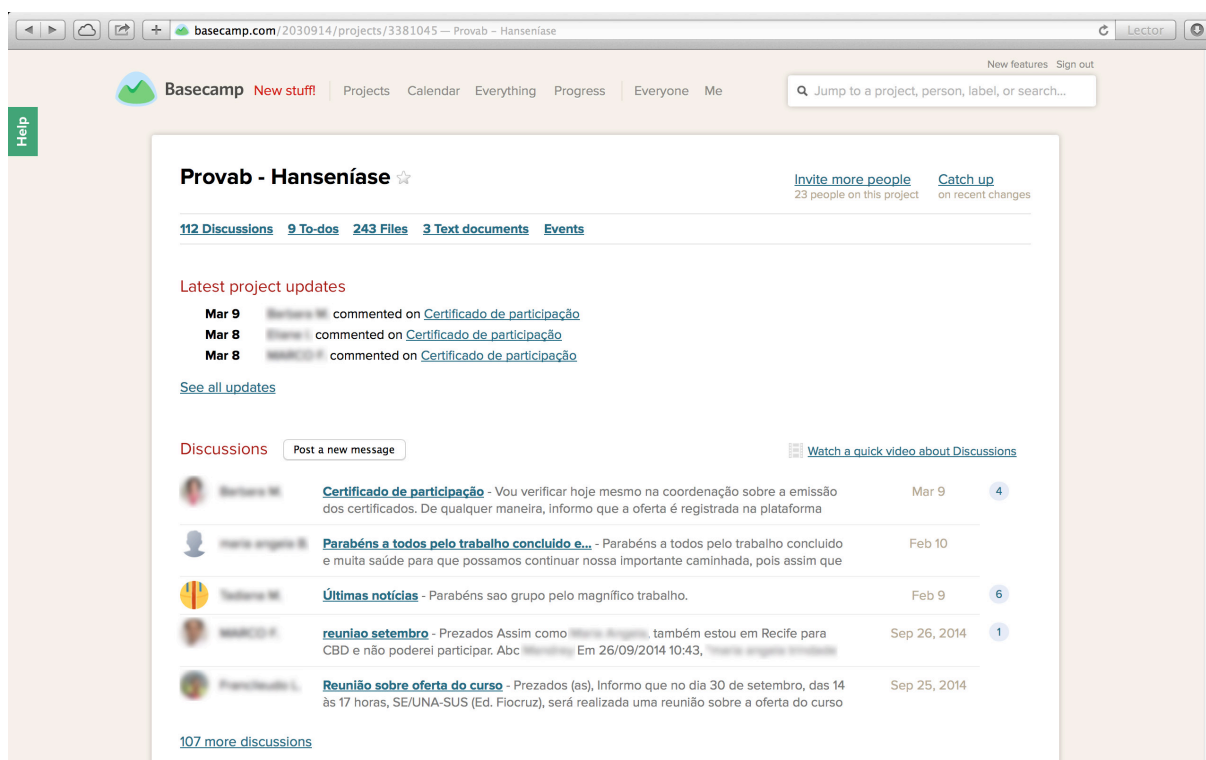 basecamp.com/2030914/projects/3381045 — Provab – Hanseníase
Lector
New features Sign out
Basecamp New stuff! Projects Calendar Everything Progress Everyone Me
Jump to a project, person, label, or search...
Help
Provab - Hanseníase
Invite more people Catch up
23 people on this project on recent changes
112 Discussions 9 To-dos 243 Files 3 Text documents Events
Latest project updates
Mar 9 commented on Certificado de participação
Mar 8 commented on Certificado de participação
Mar 8 commented on Certificado de participação
See all updates
Discussions Post a new message Watch a quick video about Discussions
Certificado de participação - Vou verificar hoje mesmo na coordenação sobre a emissão Mar 9 4
dos certificados. De qualquer maneira, informo que a oferta é registrada na plataforma
Parabéns a todos pelo trabalho concluido e... - Parabéns a todos pelo trabalho concluido Feb 10
e muita saúde para que possamos continuar nossa importante caminhada, pois assim que
Últimas notícias - Parabéns sao grupo pelo magnífico trabalho. Feb 9 6
reuniao setembro - Prezados Assim como , também estou em Recife para Sep 26, 2014 1
CBD e não poderei participar. Abc Em 26/09/2014 10:43,
Reunião sobre oferta do curso - Prezados (as), Informo que no dia 30 de setembro, das 14 Sep 25, 2014
às 17 horas, SE/UNA-SUS (Ed. Fiocruz), será realizada uma reunião sobre a oferta do curso
107 more discussions